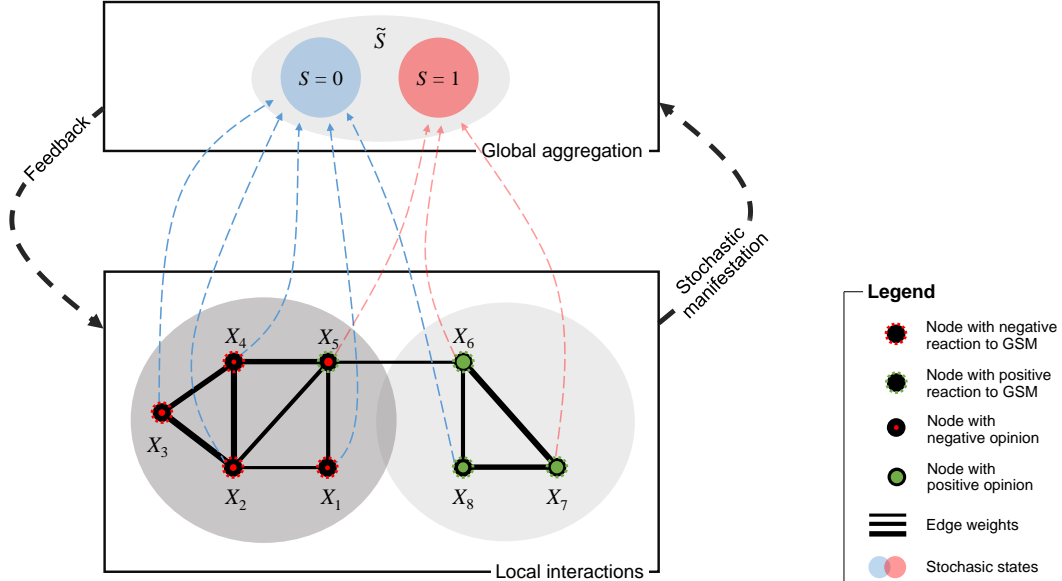 S̃
S = 0
S = 1
Global aggregation
Feedback
Stochastic
manifestation
X4
X5
X6
X3
X2
X1
X8
X7
Local interactions
Legend
Node with negative
reaction to GSM
Node with positive
reaction to GSM
Node with
negative opinion
Node with
positive opinion
Edge weights
Stochasic states